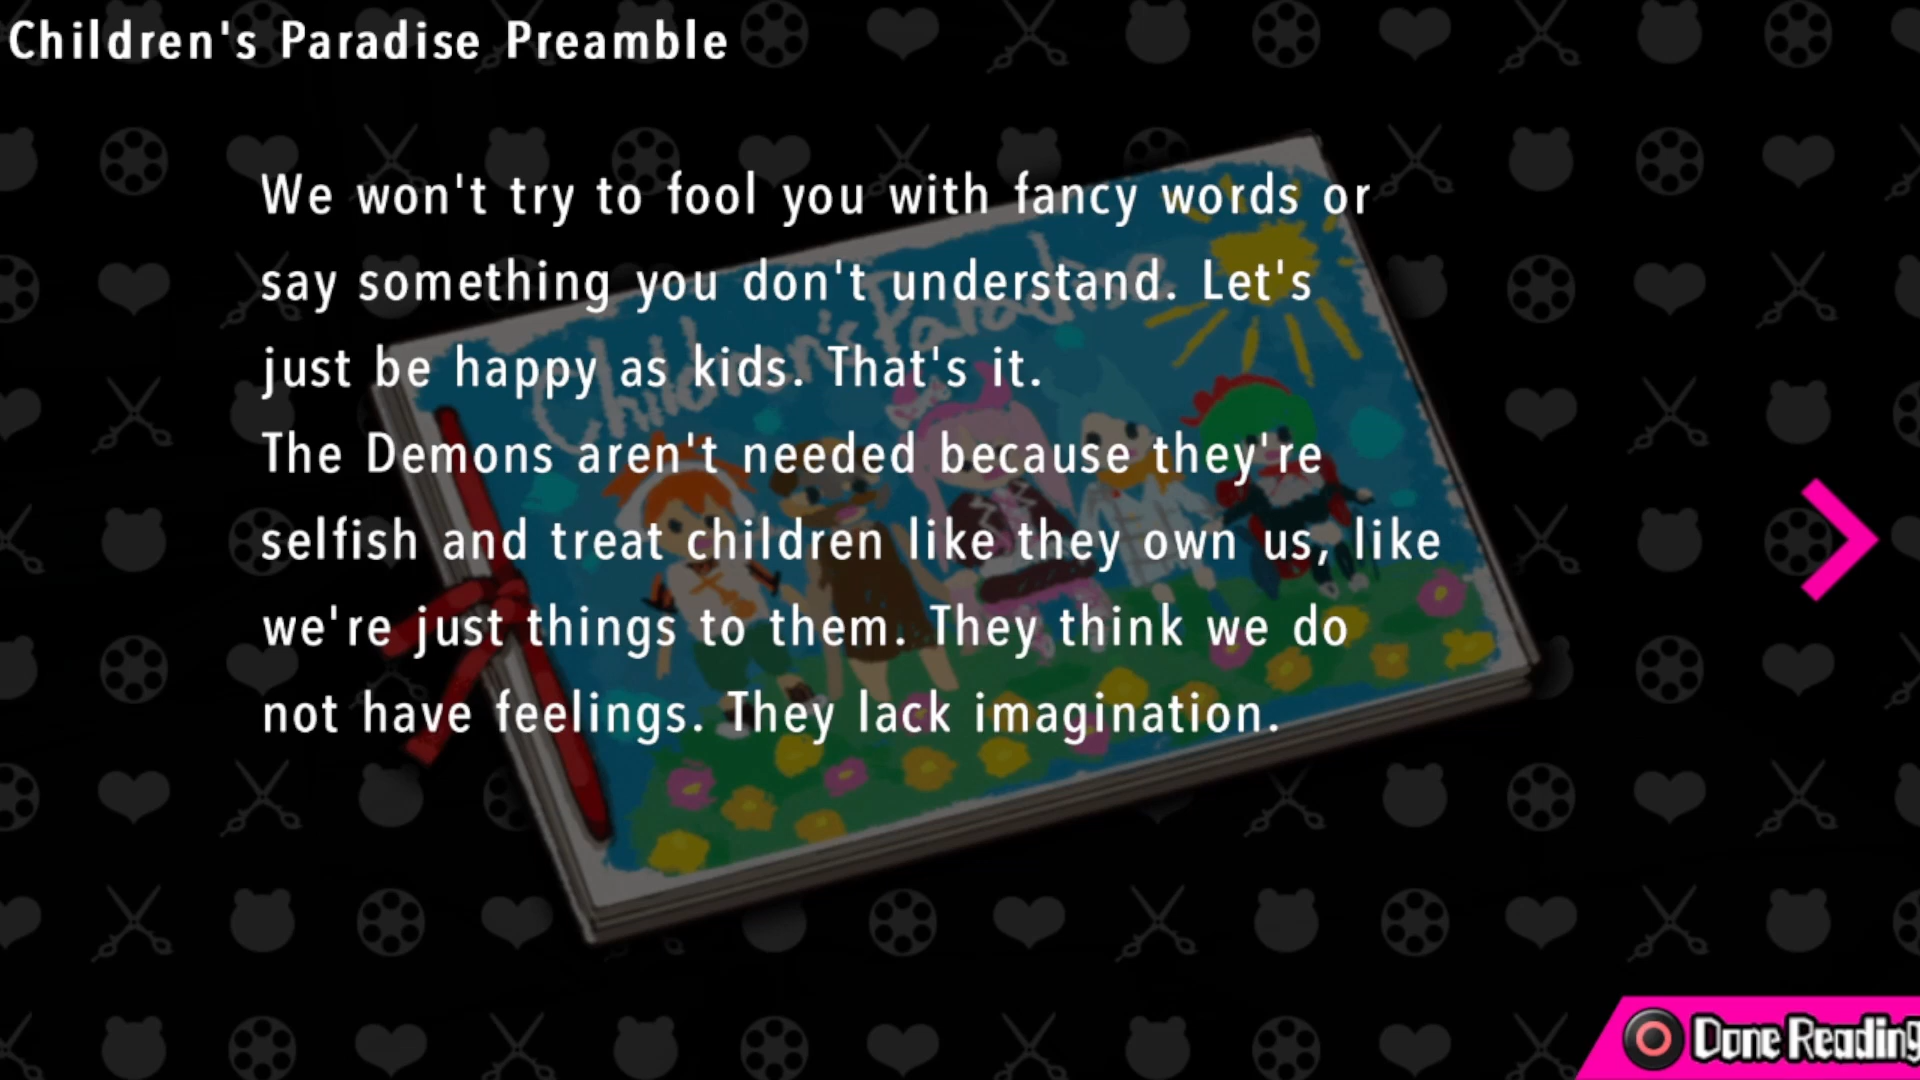 Children's Paradise Preamble
We won't try to fool you with fancy words or
say something you don't understand. Let's
just be happy as kids. That's it.
The Demons aren't needed because they're
selfish and treat children like they own us, like
we're just things to them. They think we do
not have feelings. They lack imagination.
Children's Paradise
Done Reading